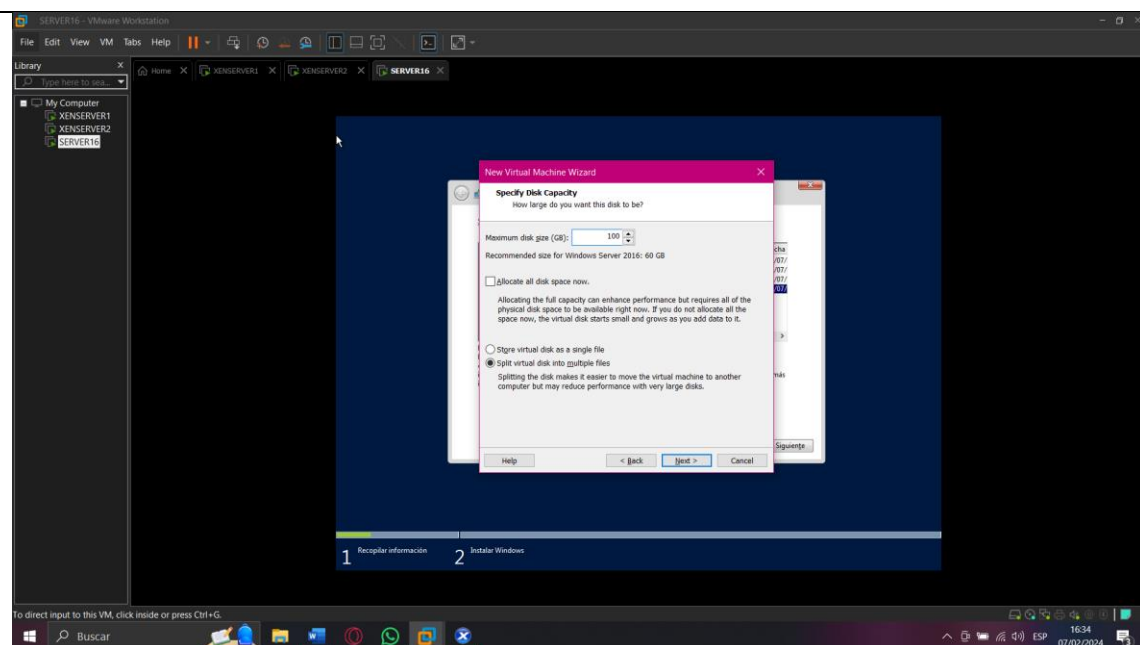 SERVER16 - VMware Workstation
File Edit View VM Tabs Help
Library X
Type here to sea...
Home X XENSERVER1 X XENSERVER2 X SERVER16 X
My Computer
XENSERVER1
XENSERVER2
SERVER16
New Virtual Machine Wizard
Specify Disk Capacity
How large do you want this disk to be?
Maximum disk size (GB): 100
Recommended size for Windows Server 2016: 60 GB
cha
/07/
/07/
/07/
/07/
Allocate all disk space now.
Allocating the full capacity can enhance performance but requires all of the
physical disk space to be available right now. If you do not allocate all the
space now, the virtual disk starts small and grows as you add data to it.
Store virtual disk as a single file
Split virtual disk into multiple files
Splitting the disk makes it easier to move the virtual machine to another
computer but may reduce performance with very large disks.
más
Siguiente
Help < Back Next > Cancel
1 Recopilar información 2 Instalar Windows
To direct input to this VM, click inside or press Ctrl+G.
Buscar
ESP 16:34
07/02/2024